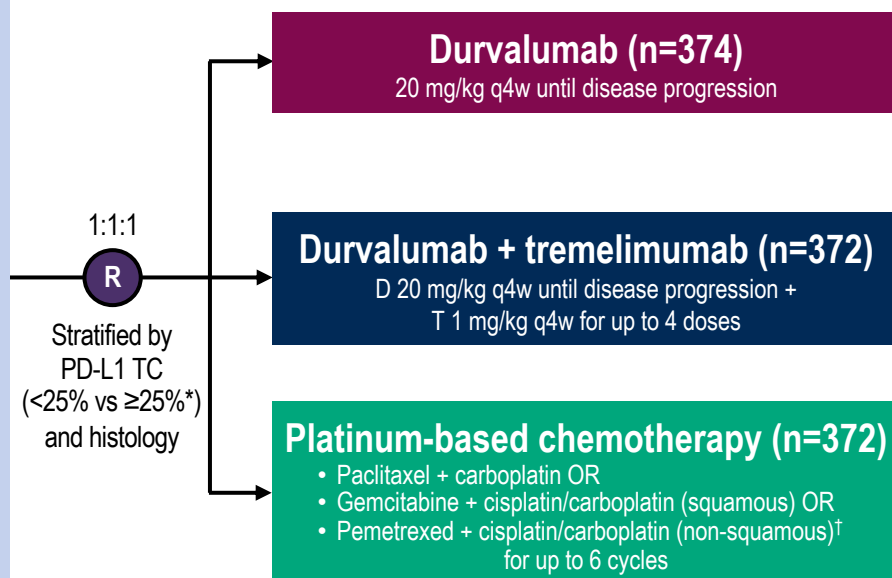 Durvalumab (n=374)
20 mg/kg q4w until disease progression
1:1:1
R
Stratified by
PD-L1 TC
(<25% vs ≥25%*)
and histology
Durvalumab + tremelimumab (n=372)
D 20 mg/kg q4w until disease progression +
T 1 mg/kg q4w for up to 4 doses
Platinum-based chemotherapy (n=372)
• Paclitaxel + carboplatin OR
• Gemcitabine + cisplatin/carboplatin (squamous) OR
• Pemetrexed + cisplatin/carboplatin (non-squamous)†
for up to 6 cycles